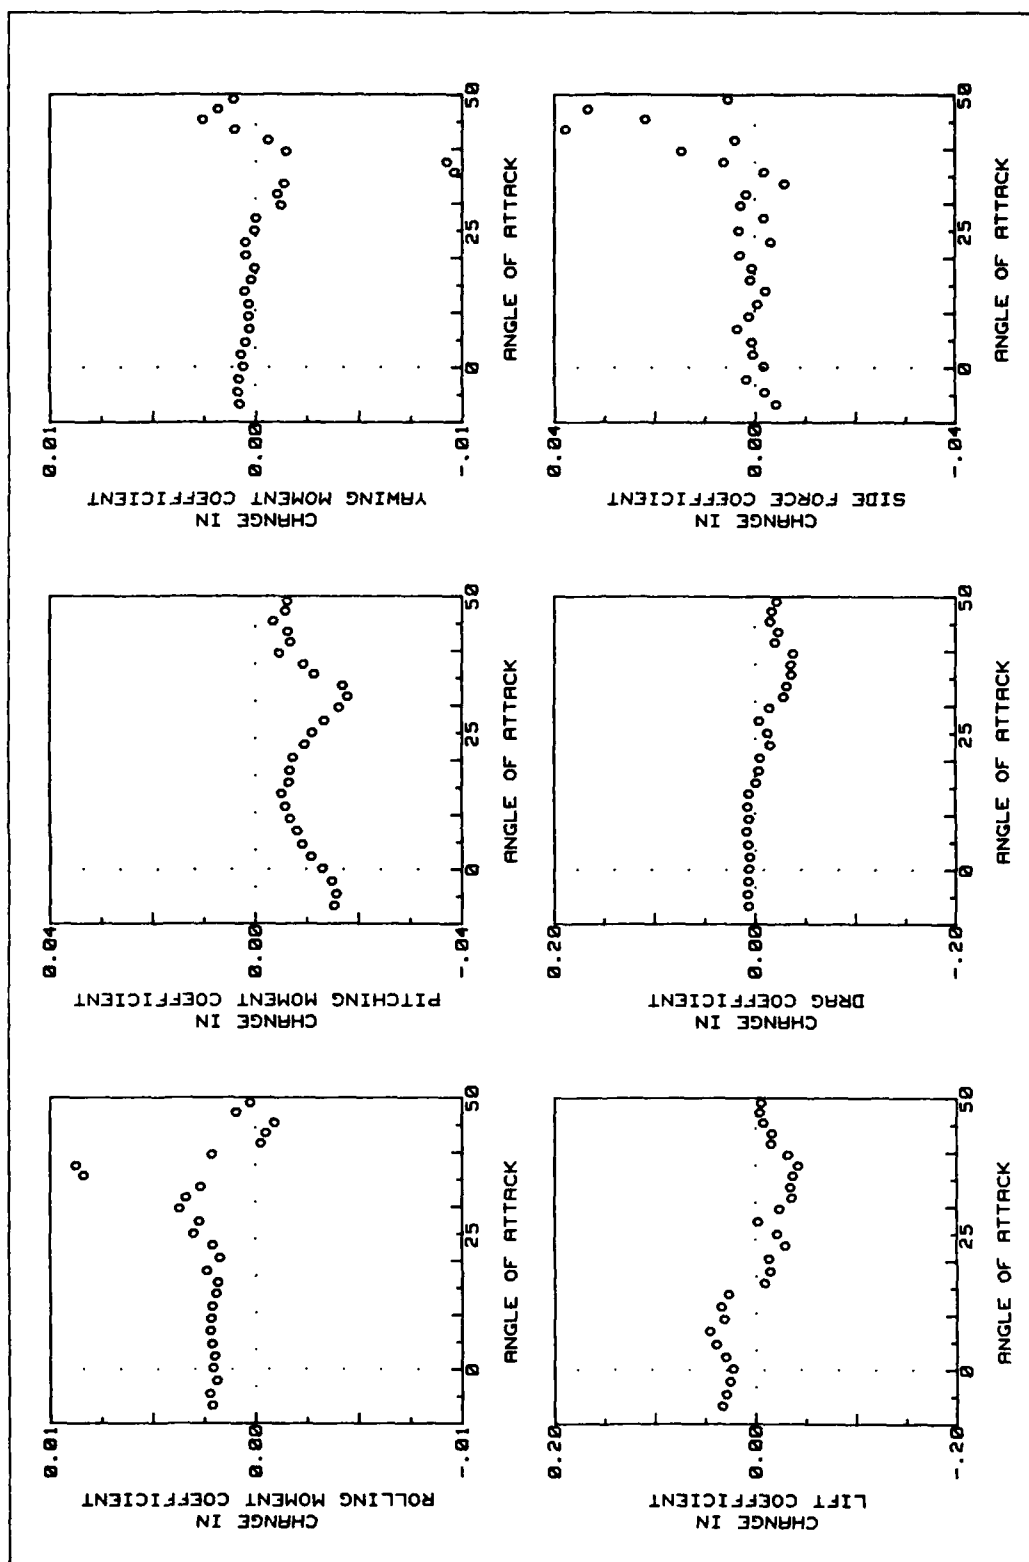 CHANGE IN
ROLLING MOMENT COEFFICIENT
0.01
0.00
-.01
0
25
50
ANGLE OF ATTACK
CHANGE IN
PITCHING MOMENT COEFFICIENT
0.04
0.00
-.04
0
25
50
ANGLE OF ATTACK
CHANGE IN
YAWING MOMENT COEFFICIENT
0.01
0.00
-.01
0
25
50
ANGLE OF ATTACK
CHANGE IN
LIFT COEFFICIENT
0.20
0.00
-.20
0
25
50
ANGLE OF ATTACK
CHANGE IN
DRAG COEFFICIENT
0.20
0.00
-.20
0
25
50
ANGLE OF ATTACK
CHANGE IN
SIDE FORCE COEFFICIENT
0.04
0.00
-.04
0
25
50
ANGLE OF ATTACK